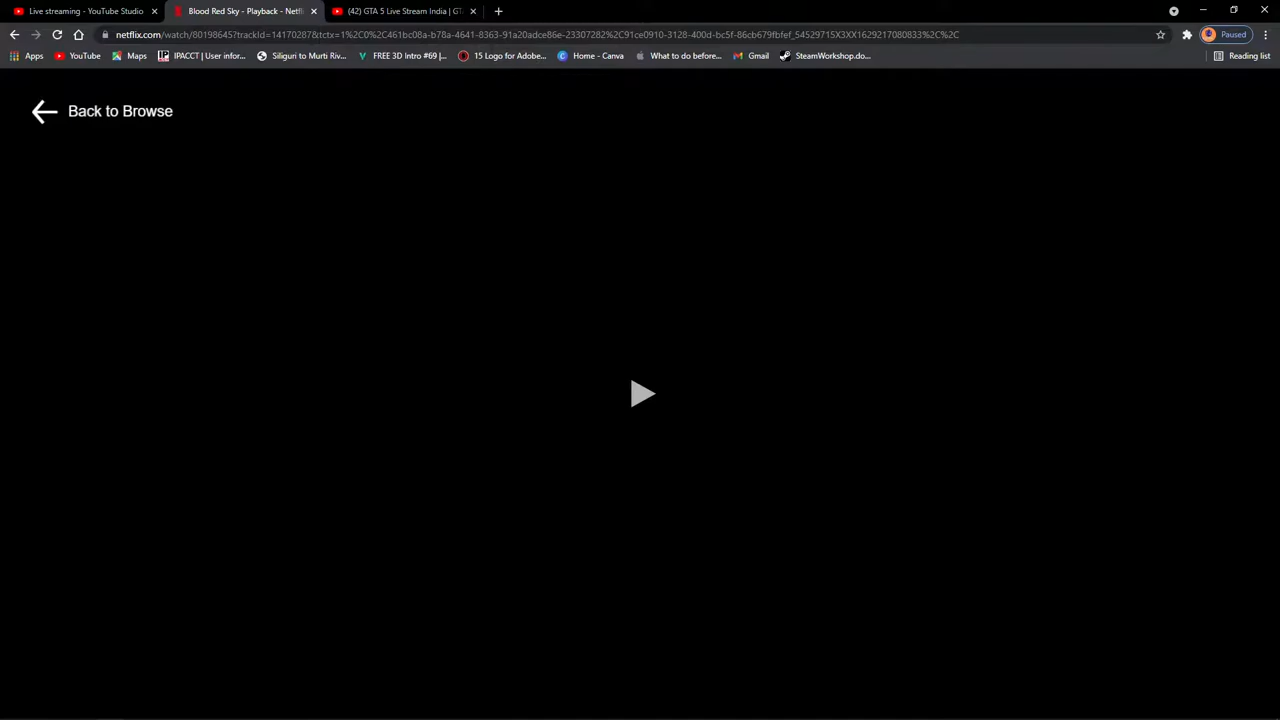 Live streaming - YouTube Studio
Blood Red Sky - Playback - Netfli
(42) GTA 5 Live Stream India | GT
netflix.com/watch/80198645?trackId=14170287&tctx=1%2C0%2C461bc08a-b78a-4641-8363-91a20adce86e-23307282%2C91ce0910-3128-400d-bc5f-86cb679fbfef_54529715X3XX1629217080833%2C%2C
Paused
Apps
YouTube
Maps
IPACCT | User infor...
Siliguri to Murti Riv...
FREE 3D Intro #69 |...
15 Logo for Adobe...
Home - Canva
What to do before...
Gmail
SteamWorkshop.do...
Reading list
Back to Browse